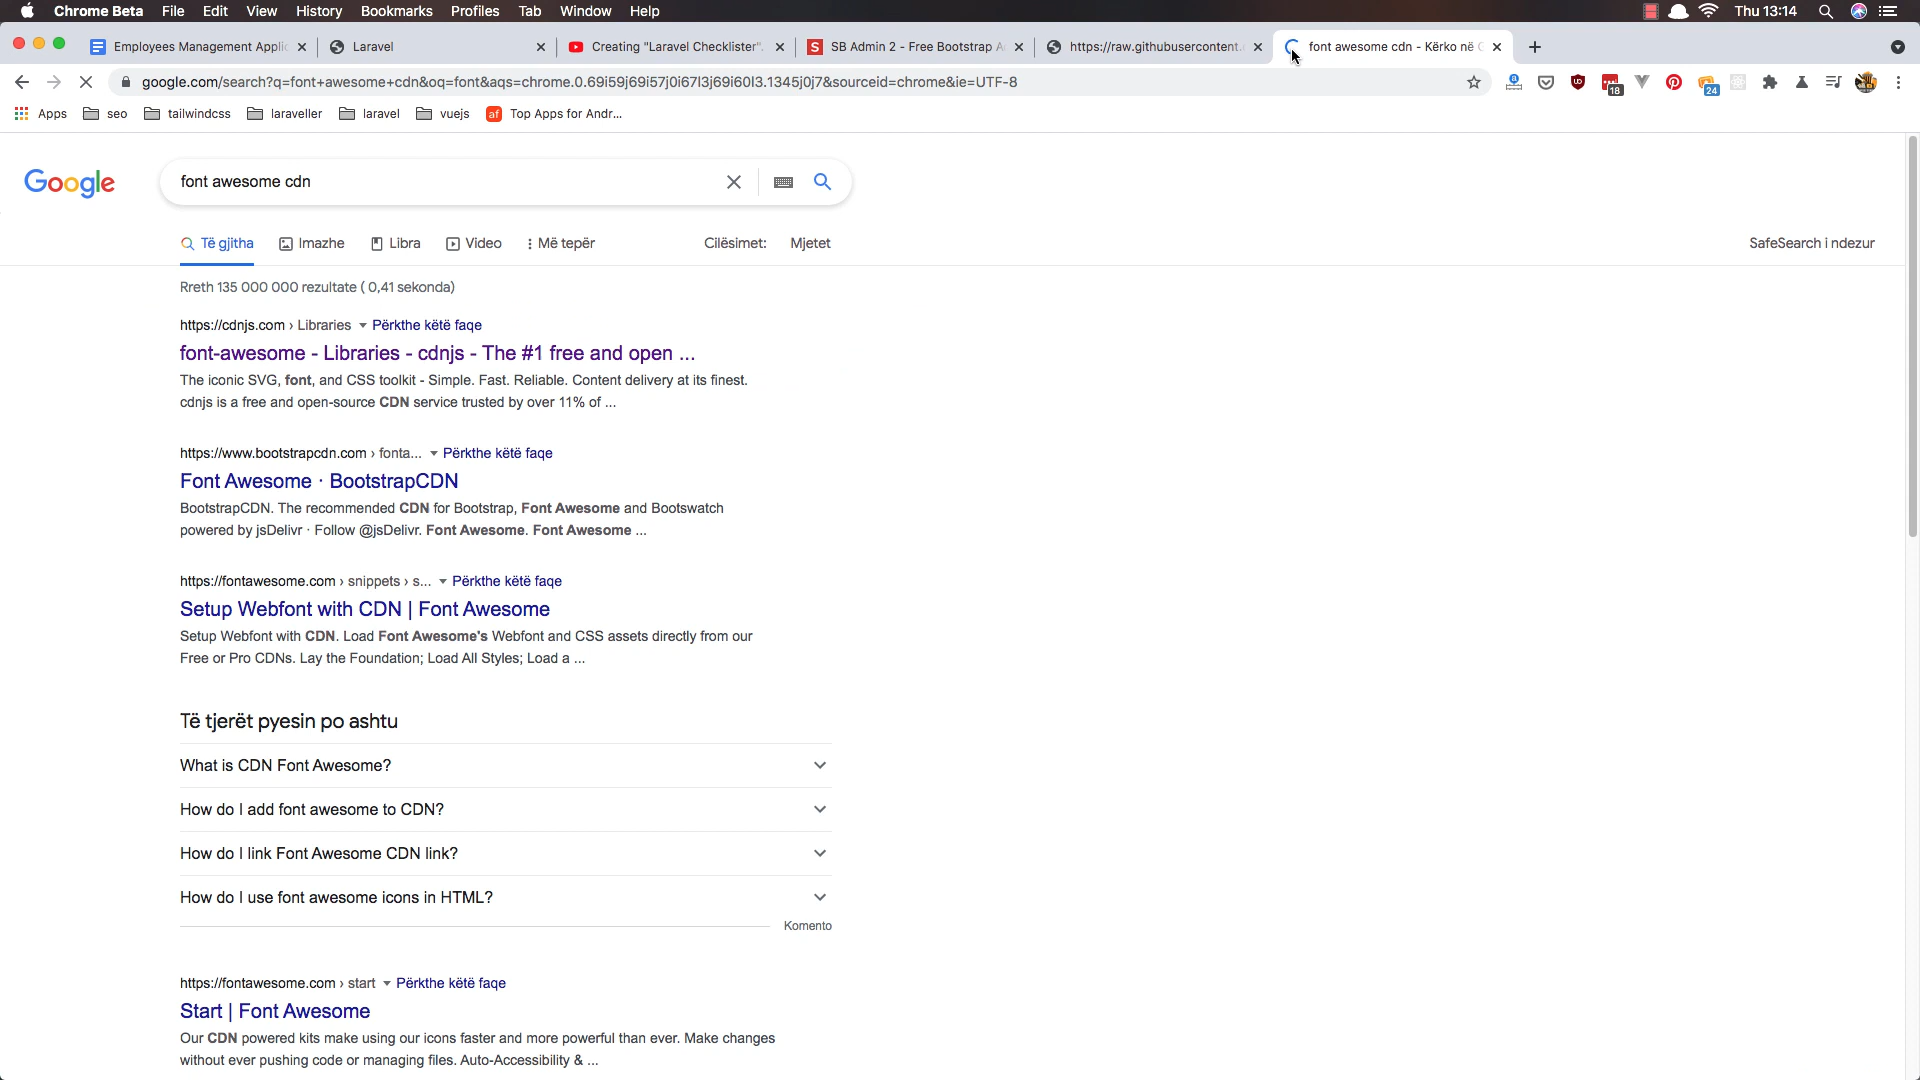 Chrome Beta File Edit View History Bookmarks Profiles Tab Window Help Thu 13:14
Employees Management Applic Laravel Creating "Laravel Checklister". SB Admin 2 - Free Bootstrap A https://raw.githubusercontent. font awesome cdn - Kërko në G
google.com/search?q=font+awesome+cdn&oq=font&aqs=chrome.0.69i59j69i57j0i67l3j69i60l3.1345j0j7&sourceid=chrome&ie=UTF-8
18 24
Apps seo tailwindcss laraveller laravel vuejs af Top Apps for Andr...
Google font awesome cdn
Të gjitha Imazhe Libra Video Më tepër Cilësimet: Mjetet SafeSearch i ndezur
Rreth 135 000 000 rezultate ( 0,41 sekonda)
https://cdnjs.com › Libraries Përkthe këtë faqe
font-awesome - Libraries - cdnjs - The #1 free and open ...
The iconic SVG, font, and CSS toolkit - Simple. Fast. Reliable. Content delivery at its finest.
cdnjs is a free and open-source CDN service trusted by over 11% of ...
https://www.bootstrapcdn.com › fonta... Përkthe këtë faqe
Font Awesome · BootstrapCDN
BootstrapCDN. The recommended CDN for Bootstrap, Font Awesome and Bootswatch
powered by jsDelivr · Follow @jsDelivr. Font Awesome. Font Awesome ...
https://fontawesome.com › snippets › s... Përkthe këtë faqe
Setup Webfont with CDN | Font Awesome
Setup Webfont with CDN. Load Font Awesome's Webfont and CSS assets directly from our
Free or Pro CDNs. Lay the Foundation; Load All Styles; Load a ...
Të tjerët pyesin po ashtu
What is CDN Font Awesome?
How do I add font awesome to CDN?
How do I link Font Awesome CDN link?
How do I use font awesome icons in HTML?
Komento
https://fontawesome.com › start Përkthe këtë faqe
Start | Font Awesome
Our CDN powered kits make using our icons faster and more powerful than ever. Make changes
without ever pushing code or managing files. Auto-Accessibility & ...